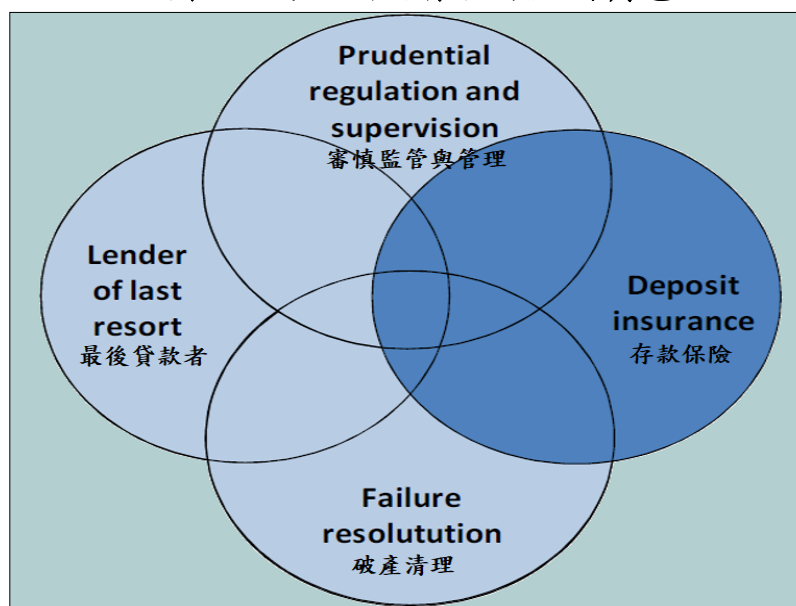 Prudential
regulation and
supervision
審慎監管與管理
Lender
of last
resort
最後貸款者
Deposit
insurance
存款保險
Failure
resolutution
破產清理